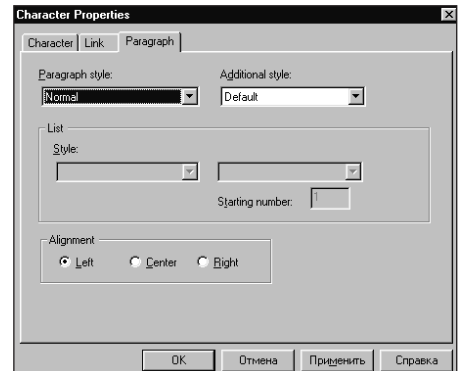 Character Properties
Character Link Paragraph
Paragraph style: Additional style:
Normal Default
List
Style:
Starting number: 1
Alignment
Left Center Right
OK Отмена Применить Справка